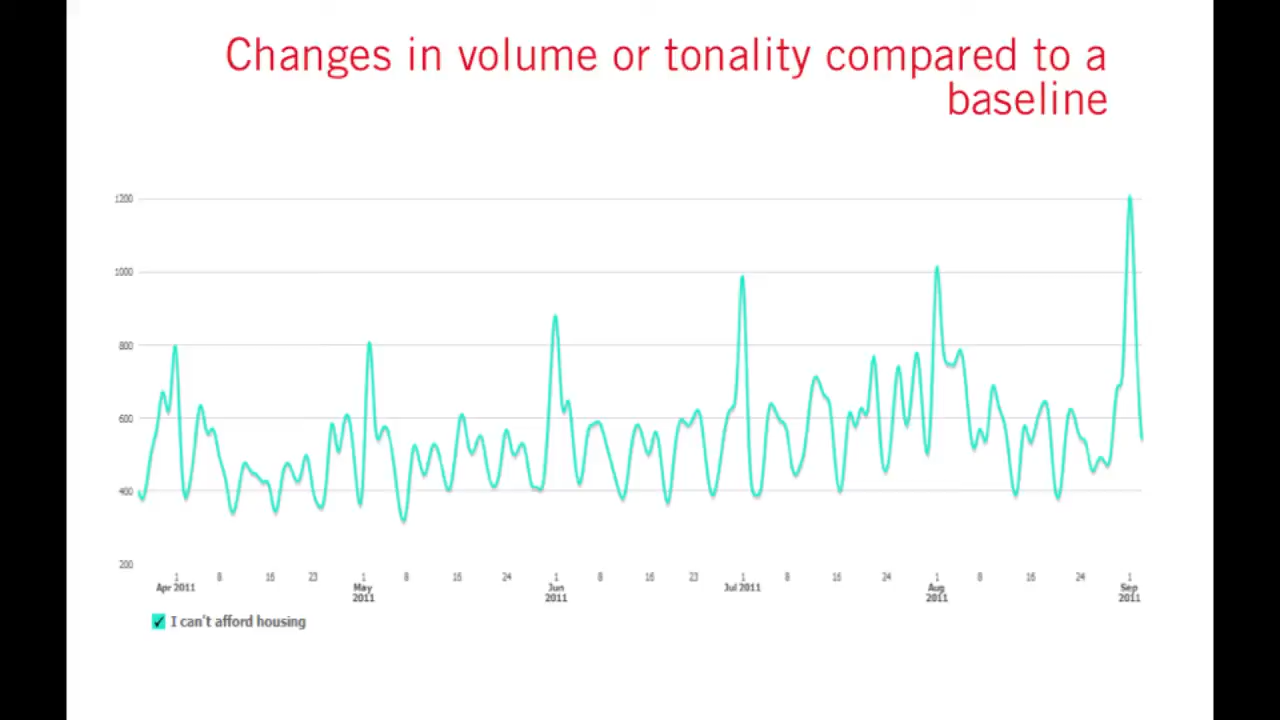 Changes in volume or tonality compared to a
baseline
1200
1000
800
600
400
200
1 8 16 23 1 8 16 24 1 8 16 23 1 8 16 24 1 8 16 24 1
Apr 2011 May Jun Jul 2011 Aug Sep
2011 2011 2011 2011
I can't afford housing